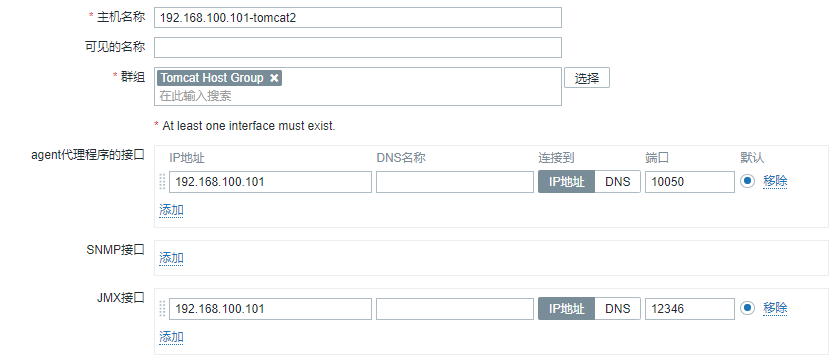 * 主机名称 192.168.100.101-tomcat2
可见的名称
* 群组 Tomcat Host Group ✖ 选择
在此输入搜索
* At least one interface must exist.
agent代理程序的接口 IP地址 DNS名称 连接到 端口 默认
192.168.100.101 IP地址 DNS 10050 移除
添加
SNMP接口 添加
JMX接口 192.168.100.101 IP地址 DNS 12346 移除
添加